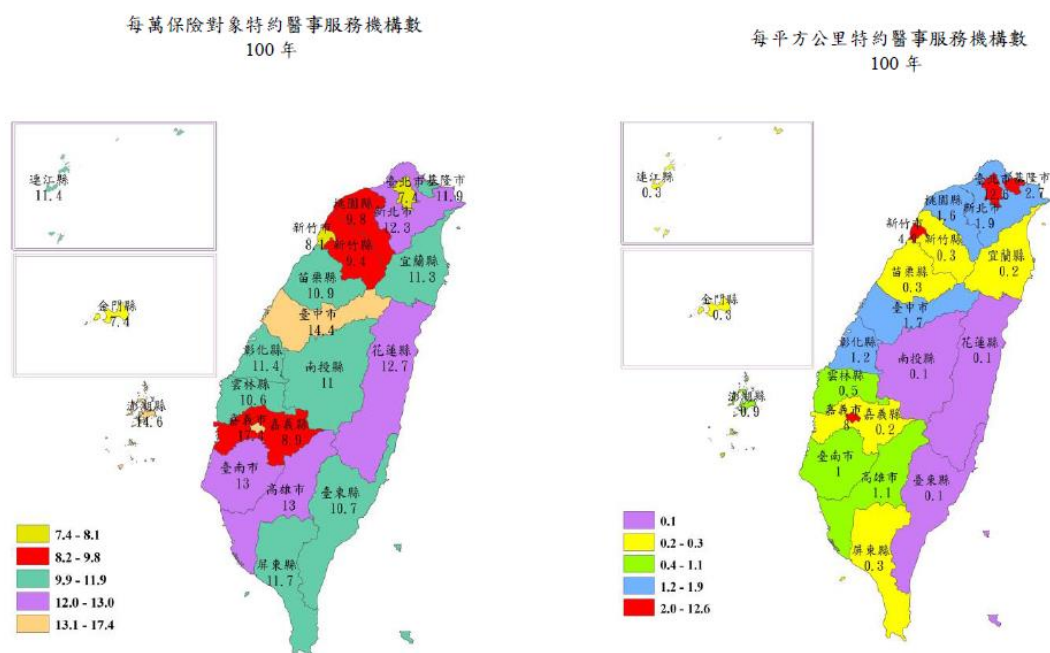 每萬保險對象特約醫事服務機構數
100 年
連江縣
11.4
金門縣
7.4
澎湖縣
14.6
臺北市
7.4
基隆市
11.9
桃園縣
9.8
新北市
12.3
新竹市
8.1
新竹縣
9.4
宜蘭縣
11.3
苗栗縣
10.9
臺中市
14.4
彰化縣
11.4
南投縣
11
花蓮縣
12.7
雲林縣
10.6
嘉義市
17.4
嘉義縣
8.9
臺南市
13
高雄市
13
臺東縣
10.7
屏東縣
11.7
7.4 - 8.1
8.2 - 9.8
9.9 - 11.9
12.0 - 13.0
13.1 - 17.4
每平方公里特約醫事服務機構數
100 年
連江縣
0.3
金門縣
0.3
澎湖縣
0.9
臺北市
12.6
基隆市
2.7
桃園縣
1.6
新北市
1.9
新竹市
新竹縣
0.3
宜蘭縣
0.2
苗栗縣
0.3
臺中市
1.7
彰化縣
1.2
南投縣
0.1
花蓮縣
0.1
雲林縣
0.5
嘉義市
8
嘉義縣
0.2
臺南市
1
高雄市
1.1
臺東縣
0.1
屏東縣
0.3
0.1
0.2 - 0.3
0.4 - 1.1
1.2 - 1.9
2.0 - 12.6